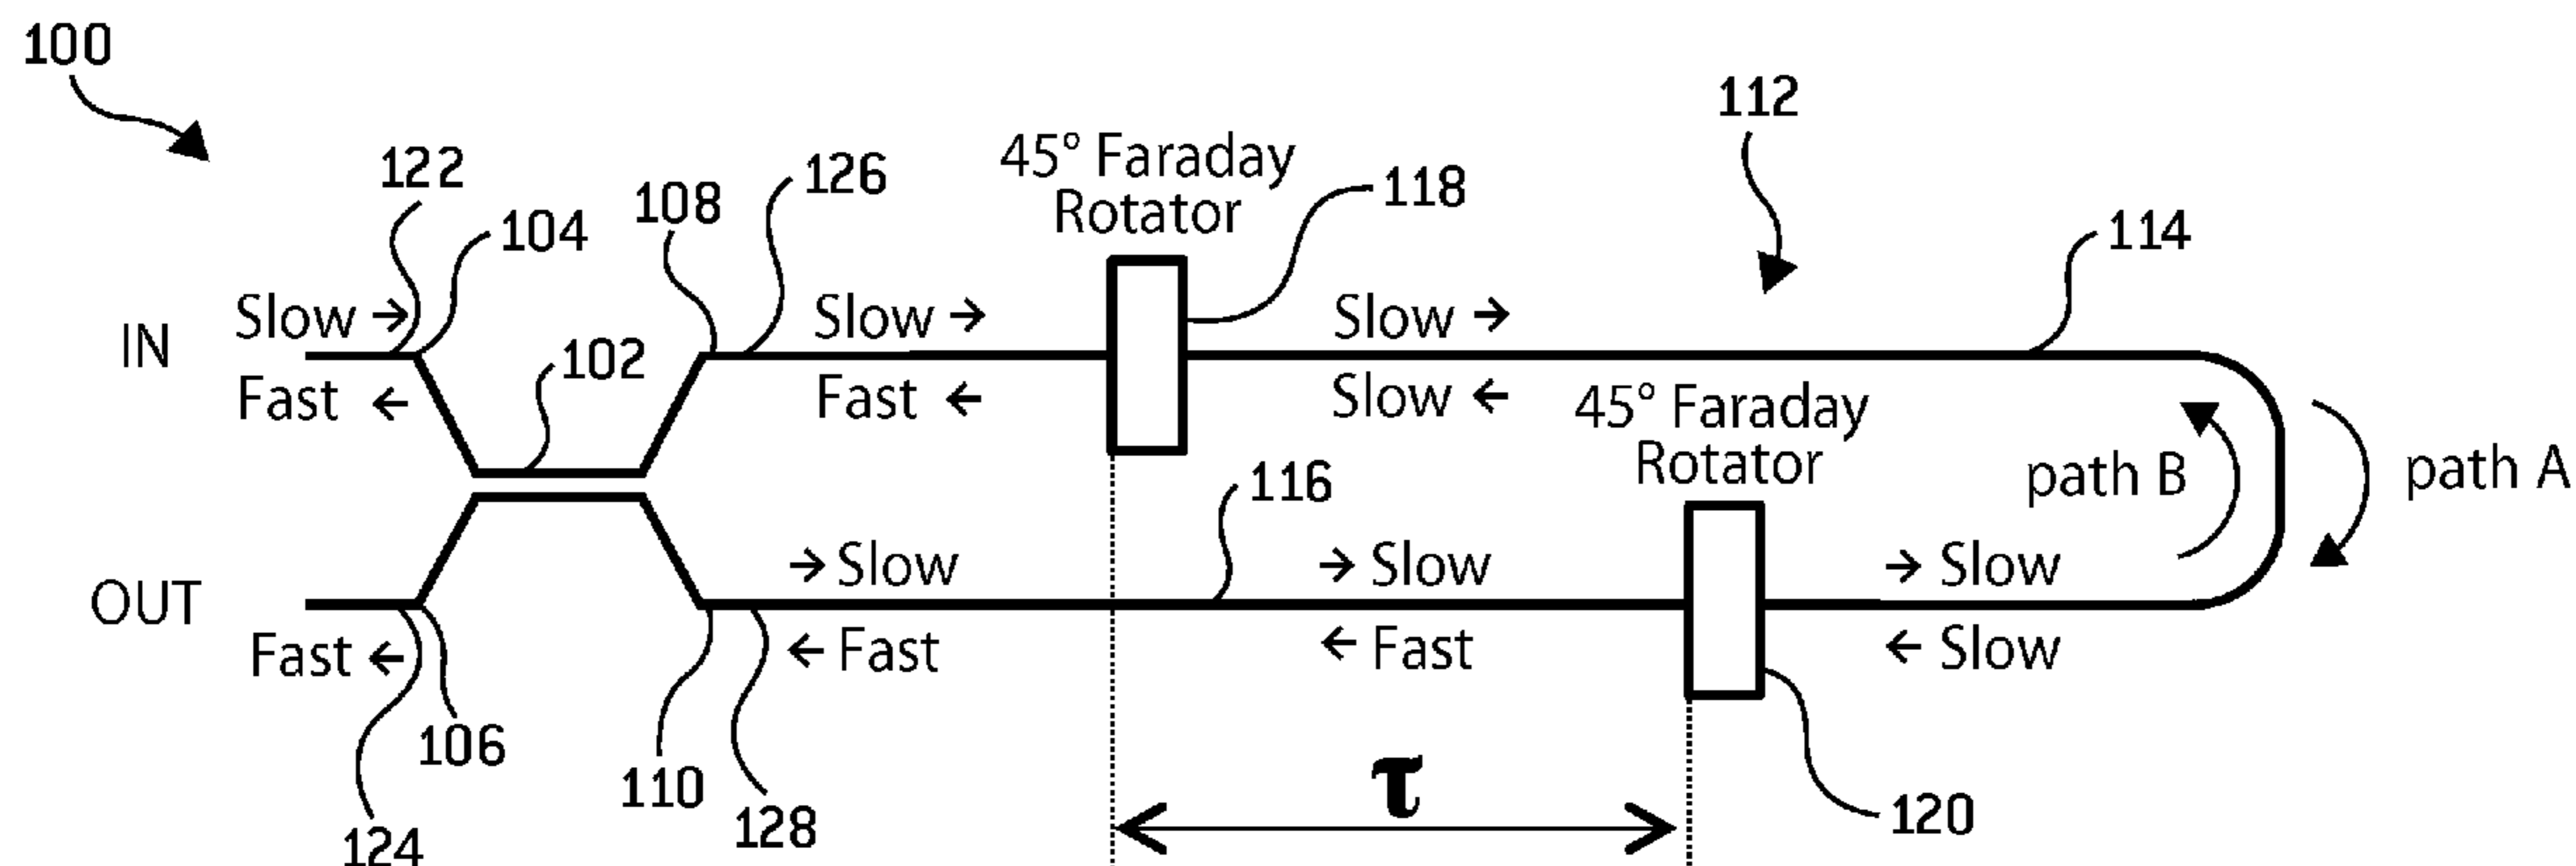 100
112
122
104
108
126
45° Faraday
Rotator
118
114
IN
Slow →
Fast ←
102
Slow →
Fast ←
Slow →
Slow ←
45° Faraday
Rotator
path B
path A
116
OUT
Fast ←
→ Slow
← Fast
→ Slow
← Fast
→ Slow
← Slow
106
124
110
128
τ
120